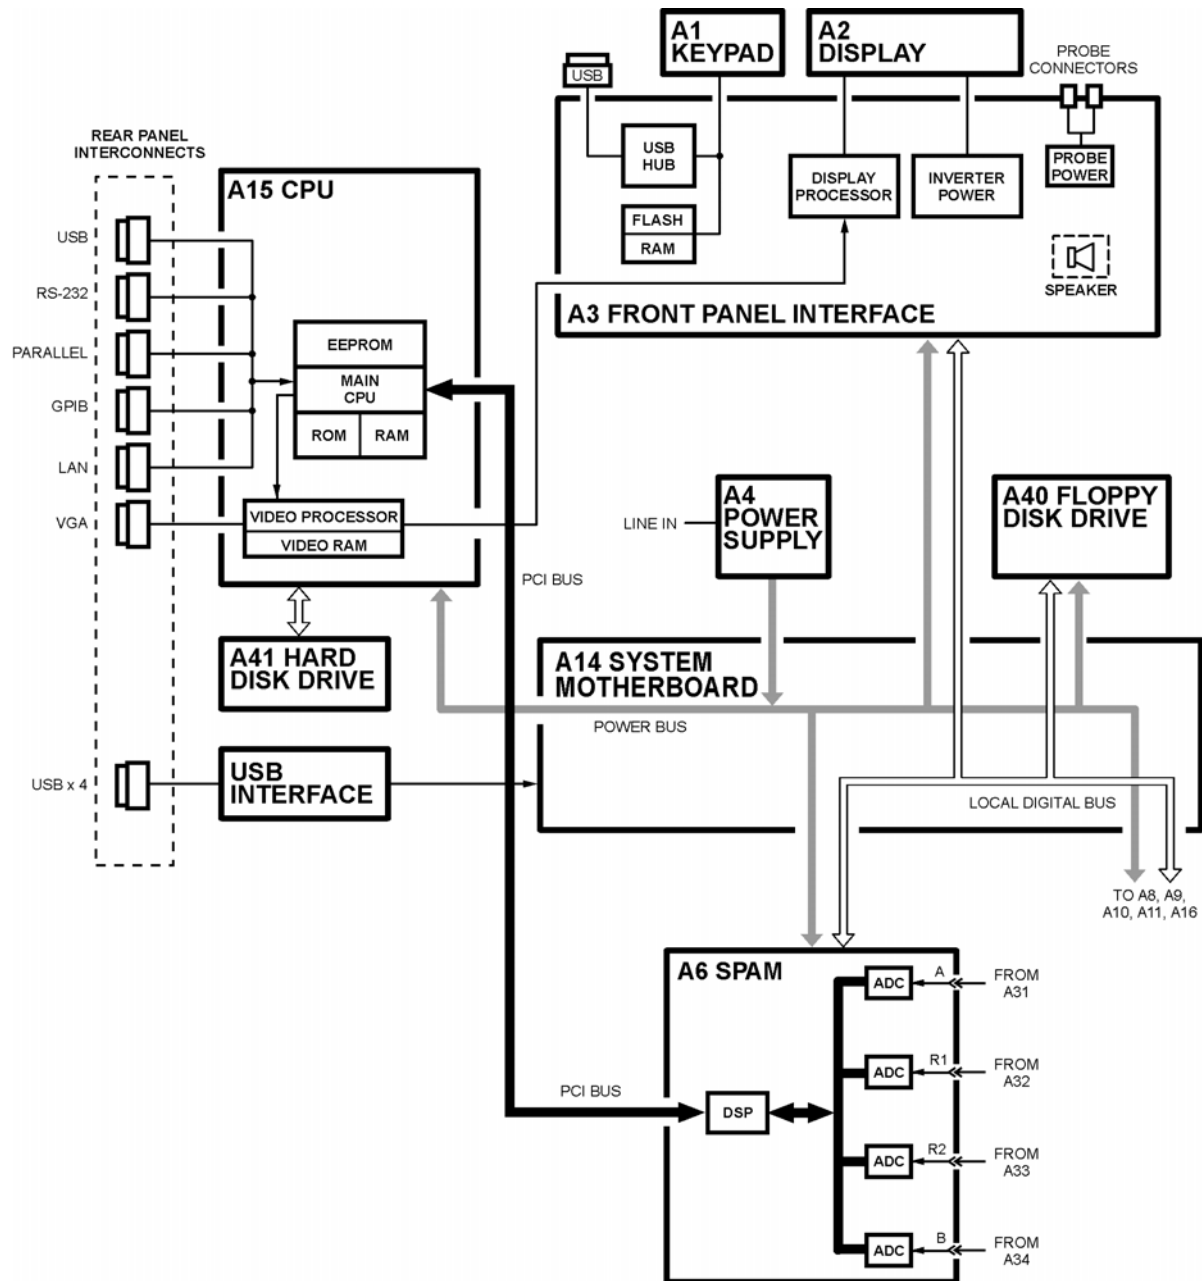 A1
KEYPAD
A2
DISPLAY
USB
PROBE
CONNECTORS
USB
HUB
FLASH
RAM
DISPLAY
PROCESSOR
INVERTER
POWER
PROBE
POWER
SPEAKER
A3 FRONT PANEL INTERFACE
REAR PANEL
INTERCONNECTS
USB
RS-232
PARALLEL
GPIB
LAN
VGA
A15 CPU
EEPROM
MAIN
CPU
ROM
RAM
VIDEO PROCESSOR
VIDEO RAM
PCI BUS
LINE IN
A4
POWER
SUPPLY
A40 FLOPPY
DISK DRIVE
A41 HARD
DISK DRIVE
A14 SYSTEM
MOTHERBOARD
POWER BUS
USB x 4
USB
INTERFACE
LOCAL DIGITAL BUS
TO A8, A9,
A10, A11, A16
A6 SPAM
ADC
A
FROM
A31
ADC
R1
FROM
A32
PCI BUS
DSP
ADC
R2
FROM
A33
ADC
B
FROM
A34